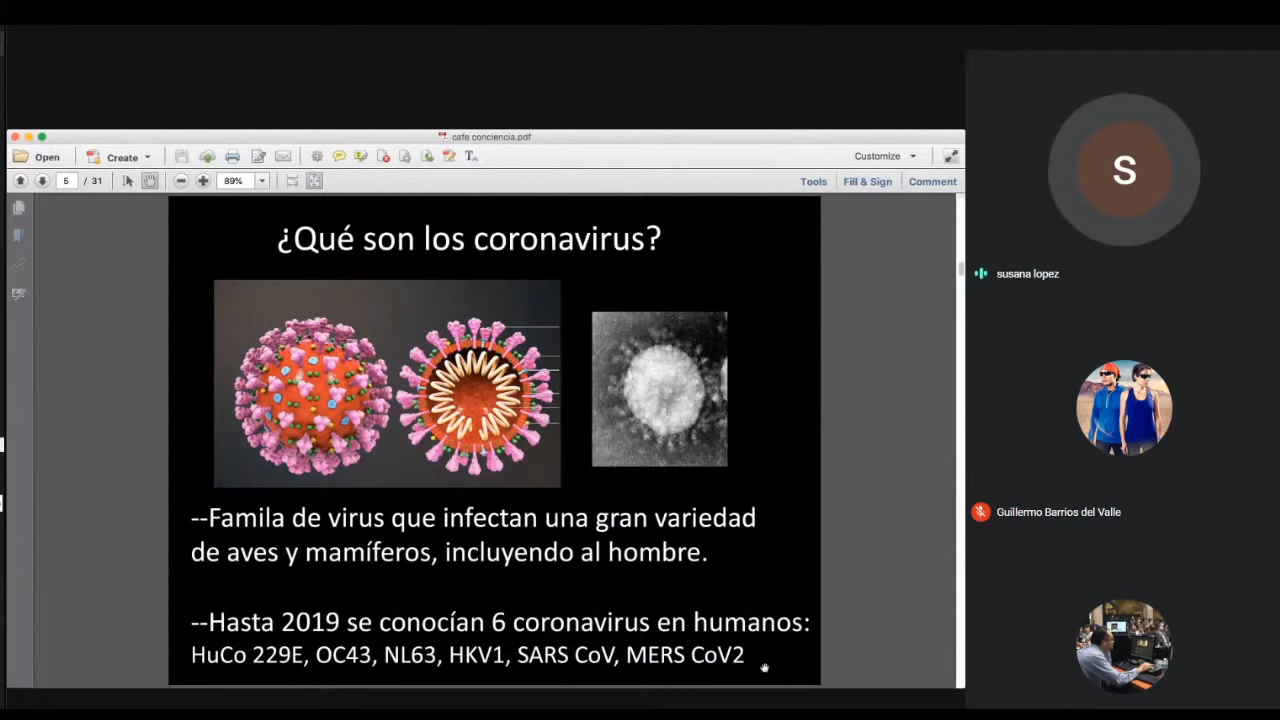 cafe conciencia.pdf
Open
Create
Customize
5 / 31
89%
Tools
Fill & Sign
Comment
¿Qué son los coronavirus?
--Famila de virus que infectan una gran variedad
de aves y mamíferos, incluyendo al hombre.
--Hasta 2019 se conocían 6 coronavirus en humanos:
HuCo 229E, OC43, NL63, HKV1, SARS CoV, MERS CoV2
S
susana lopez
Guillermo Barrios del Valle